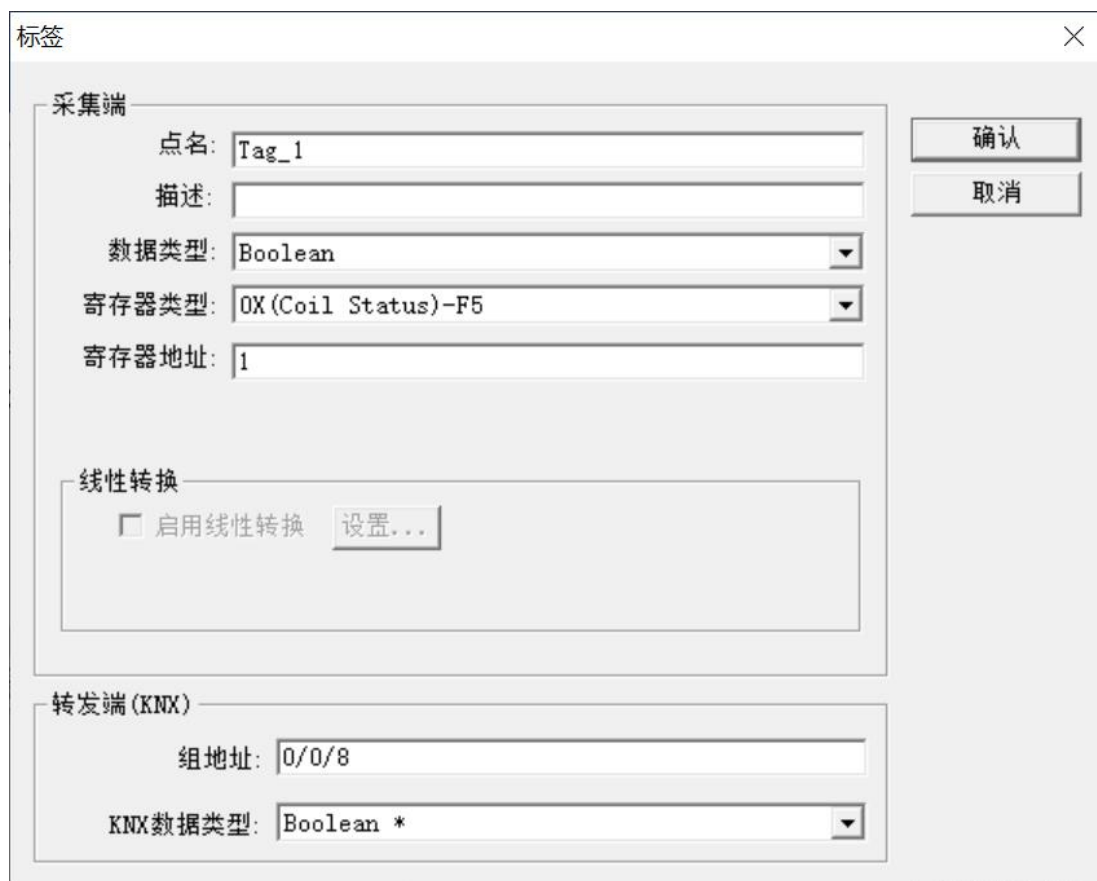 标签
采集端
点名: Tag_1
确认
描述:
取消
数据类型: Boolean
寄存器类型: 0X(Coil Status)-F5
寄存器地址: 1
线性转换
启用线性转换 设置...
转发端(KNX)
组地址: 0/0/8
KNX数据类型: Boolean *